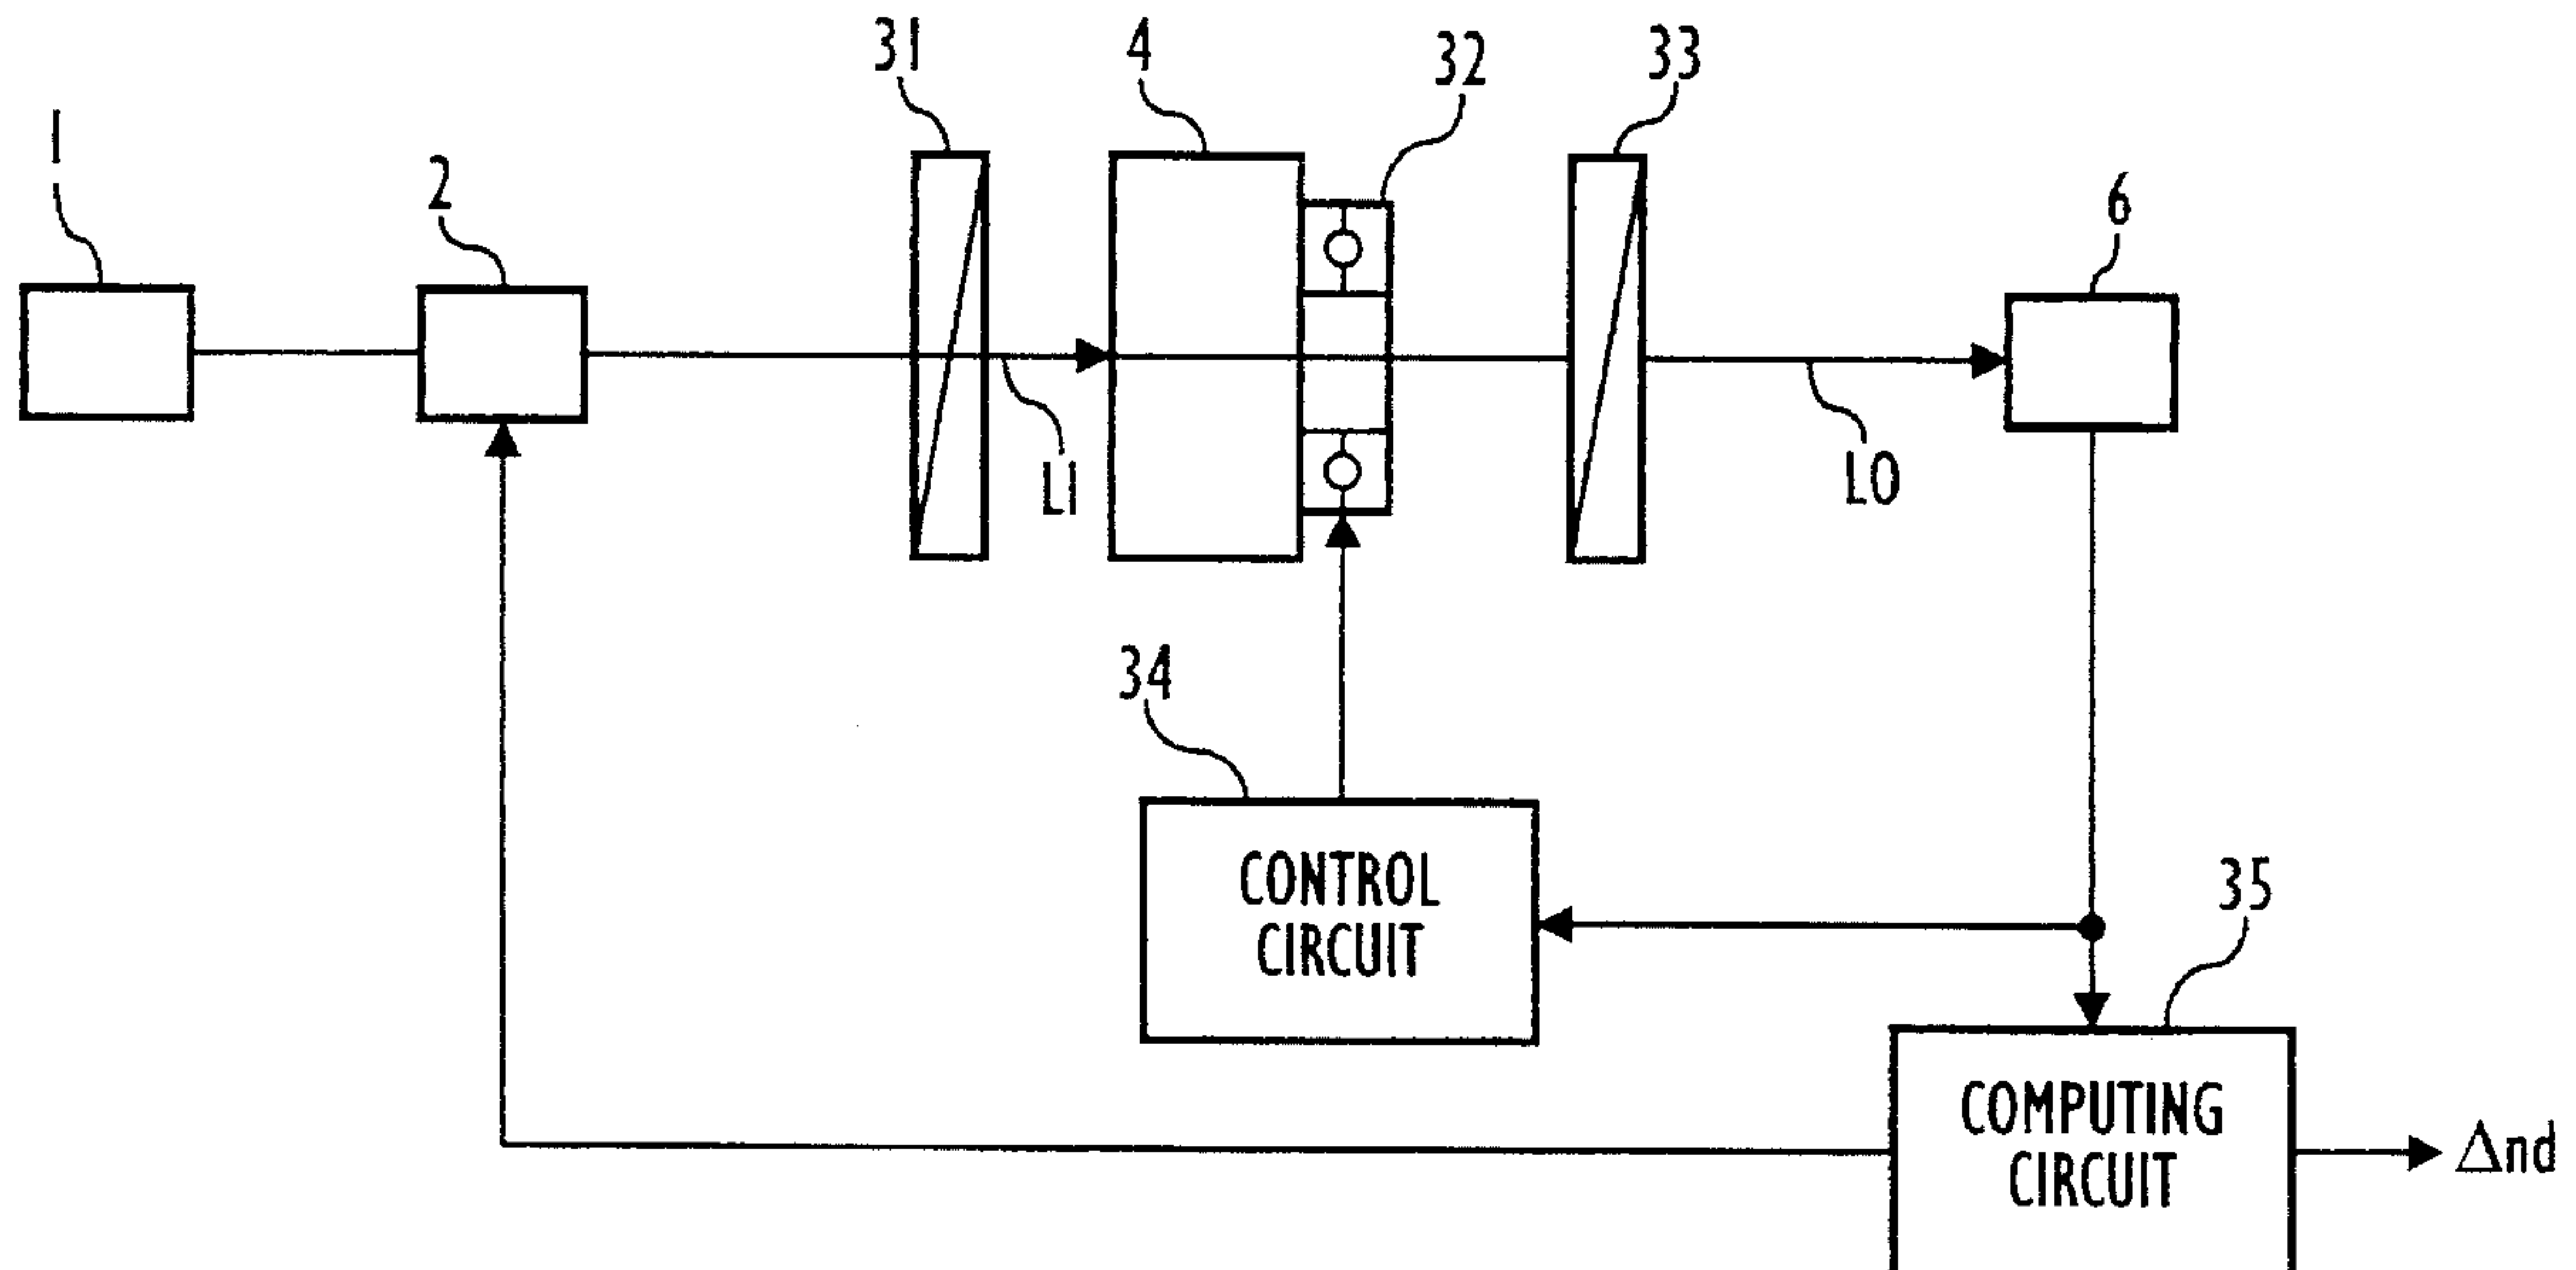 31
4
32
33
1
2
6
LI
LO
34
CONTROL
CIRCUIT
35
COMPUTING
CIRCUIT
Δnd